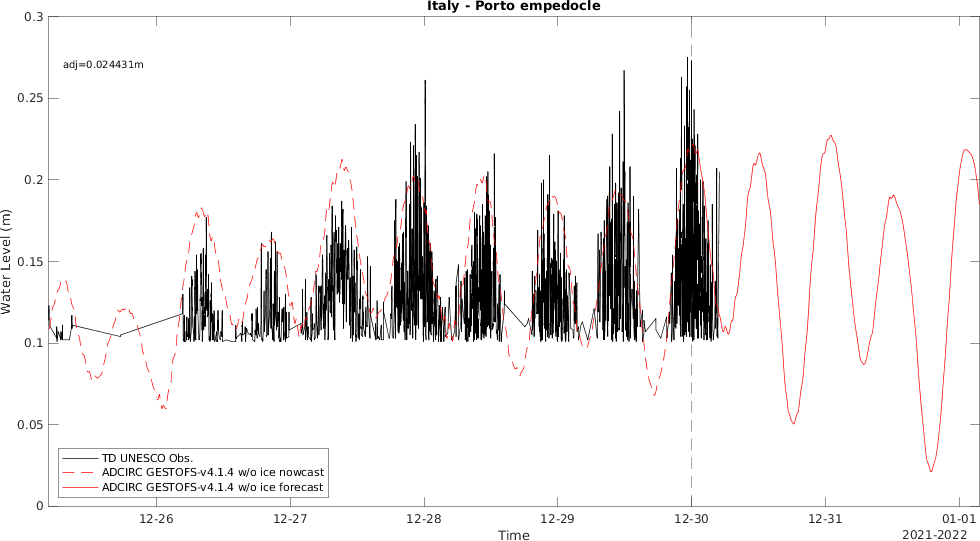 Italy - Porto empedocle
0.3
adj=0.024431m
0.25
0.2
0.15
0.1
0.05
0
Water Level (m)
TD UNESCO Obs.
ADCIRC GESTOFS-v4.1.4 w/o ice nowcast
ADCIRC GESTOFS-v4.1.4 w/o ice forecast
12-26 12-27 12-28 12-29 12-30 12-31 01-01
Time
2021-2022